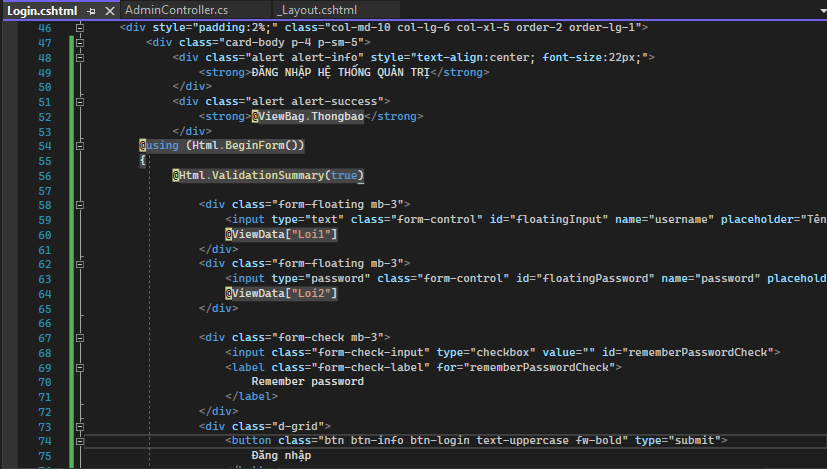 Login.cshtml AdminController.cs _Layout.cshtml
46 <div style="padding:2%;" class="col-md-10 col-lg-6 col-xl-5 order-2 order-lg-1">
47 <div class="card-body p-4 p-sm-5">
48 <div class="alert alert-info" style="text-align:center; font-size:22px;">
49 <strong>ĐĂNG NHẬP HỆ THỐNG QUẢN TRỊ</strong>
50 </div>
51 <div class="alert alert-success">
52 <strong>@ViewBag.Thongbao</strong>
53 </div>
54 @using (Html.BeginForm())
55 {
56 @Html.ValidationSummary(true)
57
58 <div class="form-floating mb-3">
59 <input type="text" class="form-control" id="floatingInput" name="username" placeholder="Tên
60 @ViewData["Loi1"]
61 </div>
62 <div class="form-floating mb-3">
63 <input type="password" class="form-control" id="floatingPassword" name="password" placehold
64 @ViewData["Loi2"]
65 </div>
66
67 <div class="form-check mb-3">
68 <input class="form-check-input" type="checkbox" value="" id="rememberPasswordCheck">
69 <label class="form-check-label" for="rememberPasswordCheck">
70 Remember password
71 </label>
72 </div>
73 <div class="d-grid">
74 <button class="btn btn-info btn-login text-uppercase fw-bold" type="submit">
75 Đăng nhập